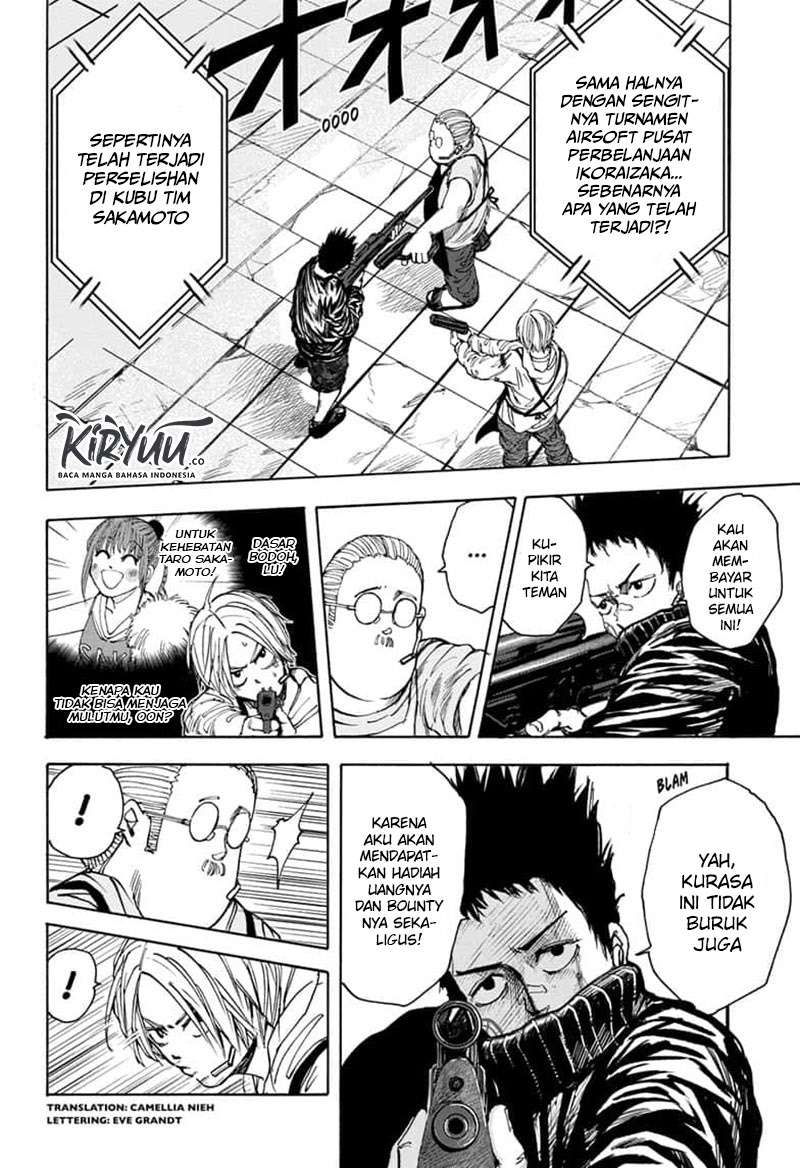 SAMA HALNYA
DENGAN SENGIT-
NYA TURNAMEN
AIRSOFT PUSAT
PERBELANJAAN
IKORAIZAKA...
SEBENARNYA
APA YANG TELAH
TERJADI?!
SEPERTINYA
TELAH TERJADI
PERSELISHAN
DI KUBU TIM
SAKAMOTO
OOOO
KIRYUU.CO
BACA MANGA BAHASA INDONESIA
KAU
AKAN
MEM-
BAYAR
UNTUK
SEMUA
INI!
KU-
PIKIR
KITA
TEMAN
...
DASAR
BODOH,
LU!
UNTUK
KEHEBATAN
TARO SAKA-
MOTO!
KENAPA KAU
TIDAK BISA MENJAGA
MULUTMU, OON?
BLAM
YAH,
KURASA
INI TIDAK
BURUK
JUGA
KARENA
AKU AKAN
MENDAPAT-
KAN HADIAH
UANGNYA
DAN BOUNTY
NYA SEKA-
LIGUS!
!
!
TRANSLATION: CAMELLIA NIEH
LETTERING: EVE GRANDT